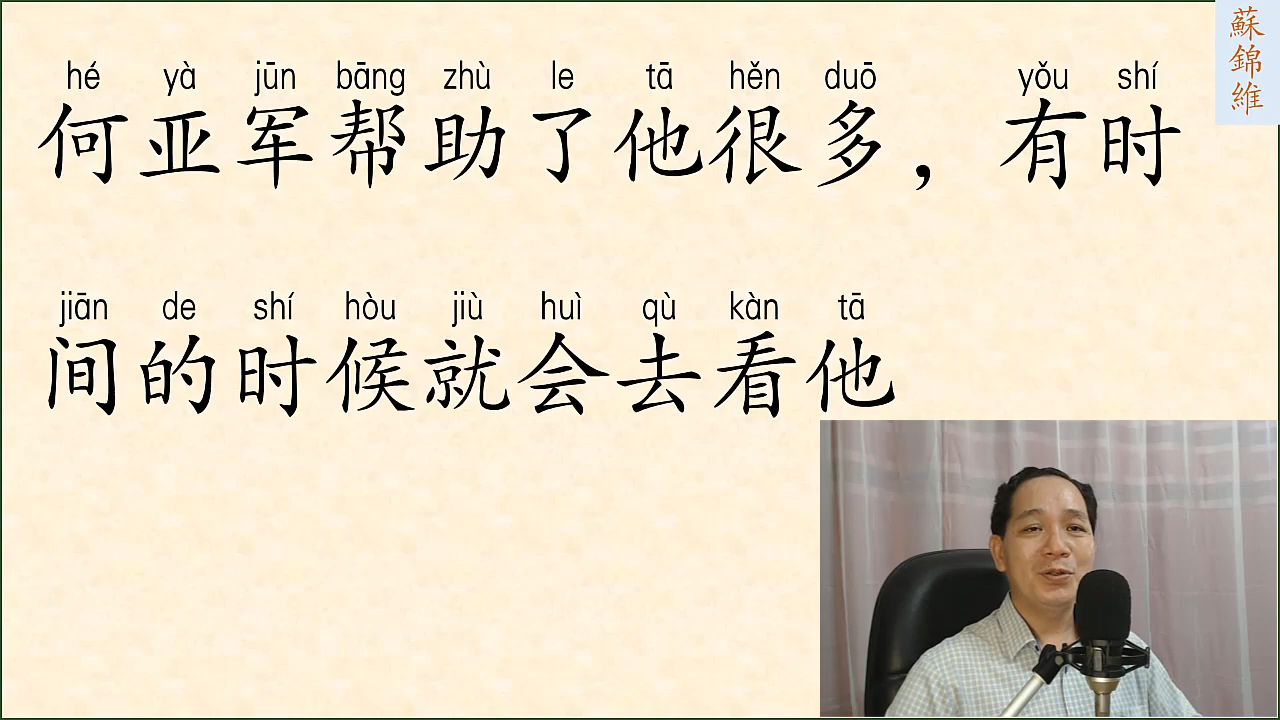 hé yà jūn bāng zhù le tā hěn duō yǒu shí
何亚军帮助了他很多，有时
jiān de shí hòu jiù huì qù kàn tā
间的时候就会去看他
蘇錦維